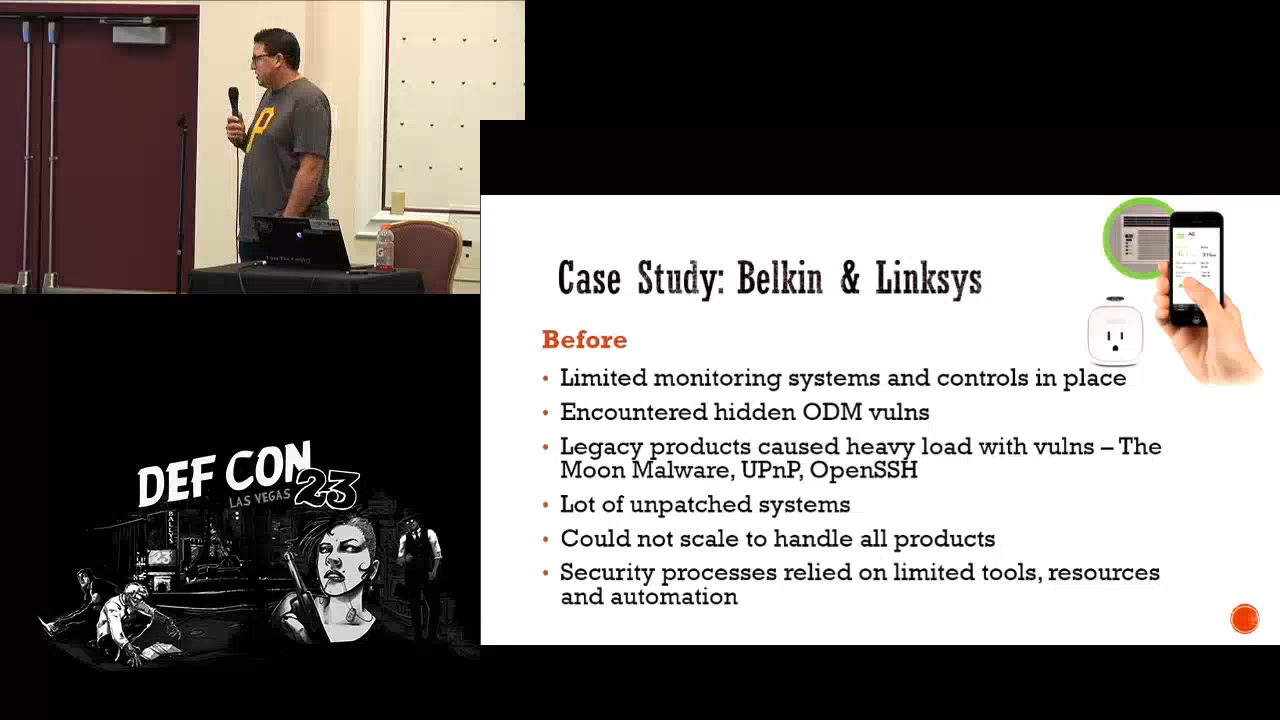 P
Case Study: Belkin & Linksys
Before
• Limited monitoring systems and controls in place
• Encountered hidden ODM vulns
• Legacy products caused heavy load with vulns – The
Moon Malware, UPnP, OpenSSH
• Lot of unpatched systems
• Could not scale to handle all products
• Security processes relied on limited tools, resources
and automation
DEF CON
LAS VEGAS 23
BALLY'S
23